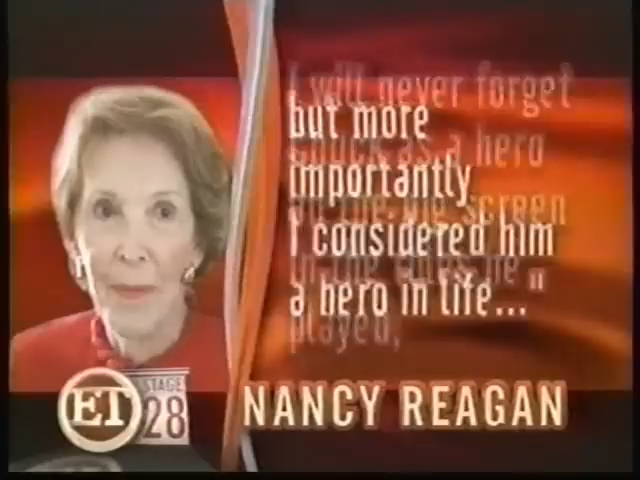 I will never forget
Chuck as a hero
on the big screen
in the roles he
played,
but more
importantly
I considered him
a hero in life..."
ET
STAGE
28
NANCY REAGAN